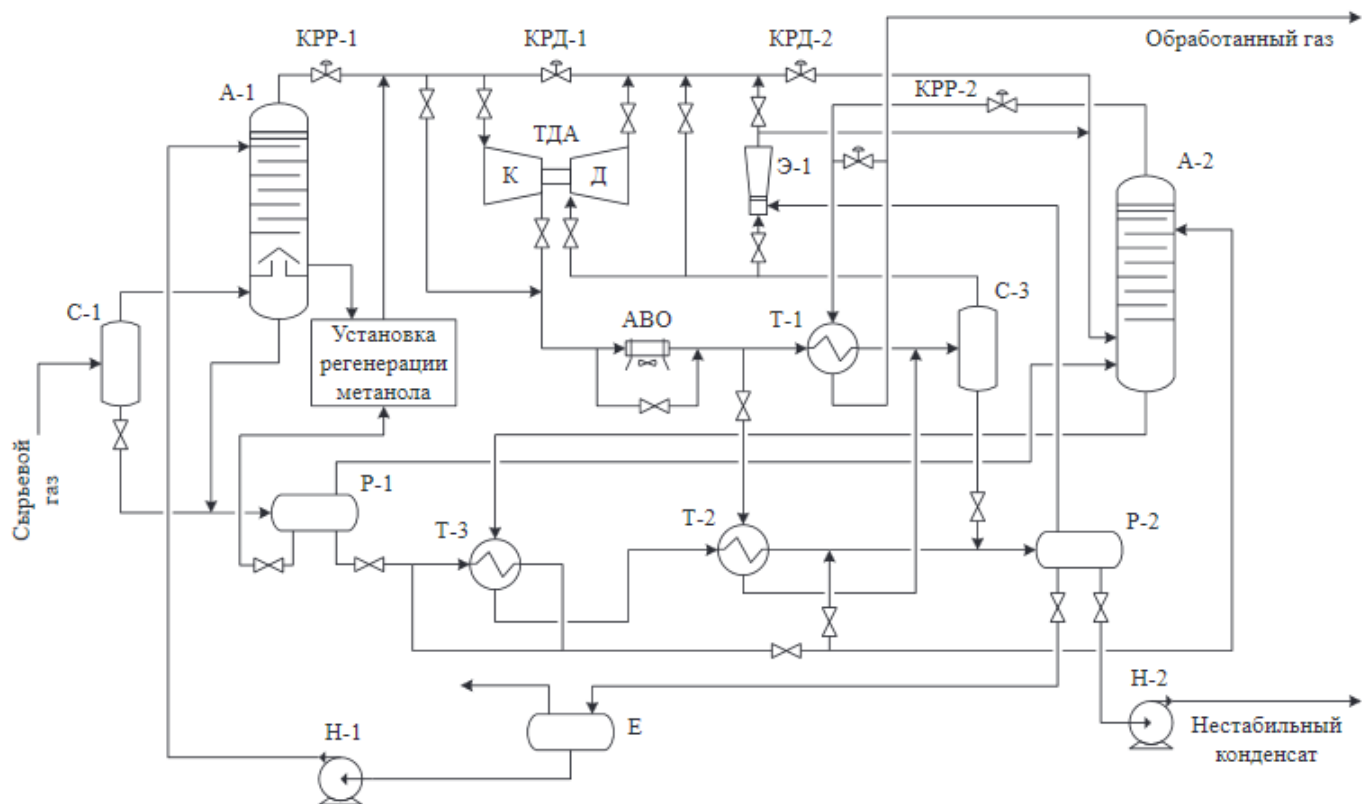 КРР-1
КРД-1
КРД-2
Обработанный газ
А-1
КРР-2
ТДА
К
Д
Э-1
А-2
С-1
С-3
АВО
Т-1
Установка
регенерации
метанола
Сырьевой
газ
Р-1
Т-3
Т-2
Р-2
Н-1
Е
Н-2
Нестабильный
конденсат